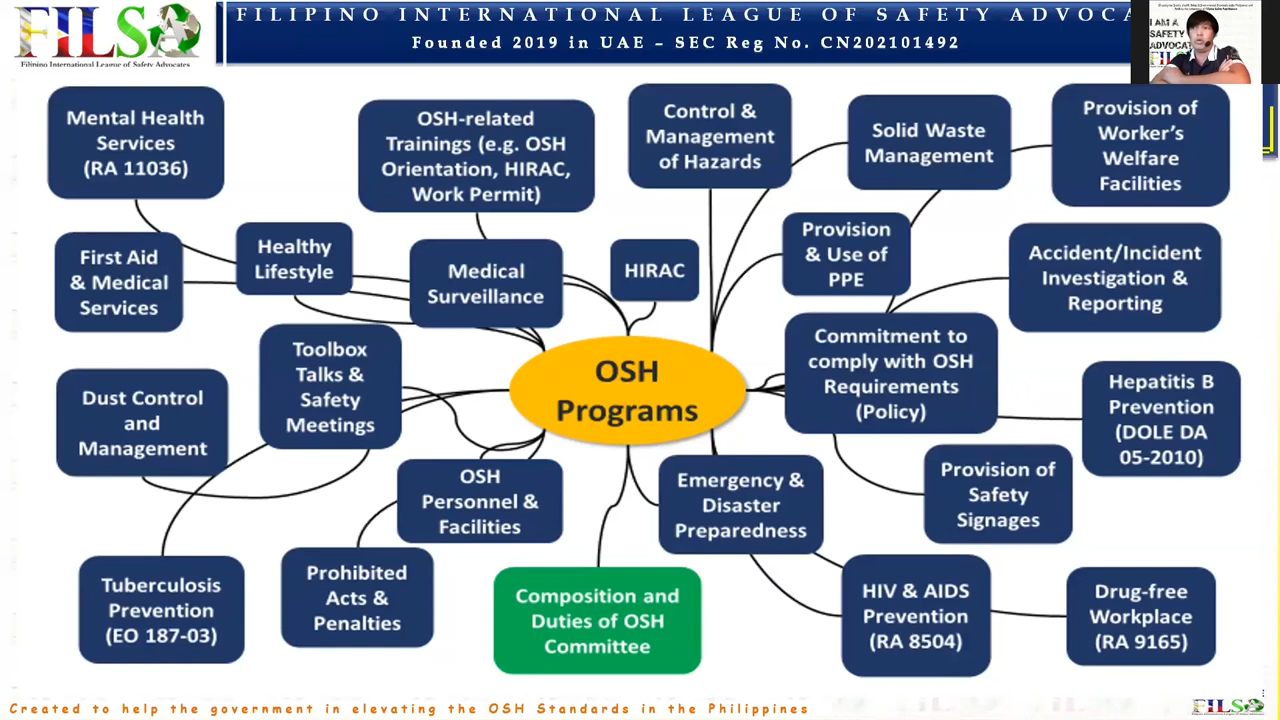 FILIPINO INTERNATIONAL LEAGUE OF SAFETY ADVOCA
Founded 2019 in UAE – SEC Reg No. CN202101492
FILSA
Filipino International League of Safety Advocates
I AM A
SAFETY
ADVOCAT
Mental Health
Services
(RA 11036)
OSH-related
Trainings (e.g. OSH
Orientation, HIRAC,
Work Permit)
Control &
Management
of Hazards
Solid Waste
Management
Provision of
Worker's
Welfare
Facilities
First Aid
& Medical
Services
Healthy
Lifestyle
Medical
Surveillance
HIRAC
Provision
& Use of
PPE
Accident/Incident
Investigation &
Reporting
Toolbox
Talks &
Safety
Meetings
OSH
Programs
Commitment to
comply with OSH
Requirements
(Policy)
Hepatitis B
Prevention
(DOLE DA
05-2010)
Dust Control
and
Management
OSH
Personnel &
Facilities
Emergency &
Disaster
Preparedness
Provision of
Safety
Signages
Tuberculosis
Prevention
(EO 187-03)
Prohibited
Acts &
Penalties
Composition and
Duties of OSH
Committee
HIV & AIDS
Prevention
(RA 8504)
Drug-free
Workplace
(RA 9165)
Created to help the government in elevating the OSH Standards in the Philippines
FILSA